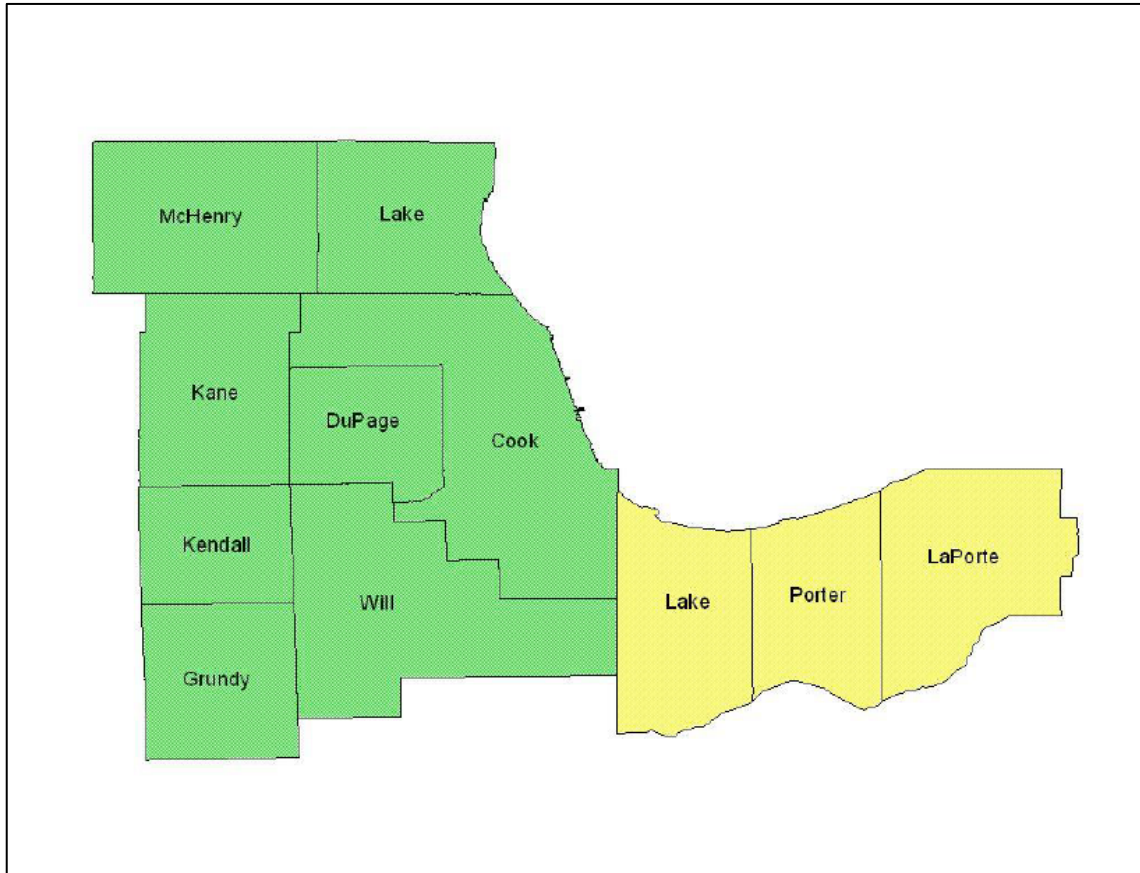 McHenry
Lake
Kane
DuPage
Cook
Kendall
LaPorte
Will
Lake
Porter
Grundy